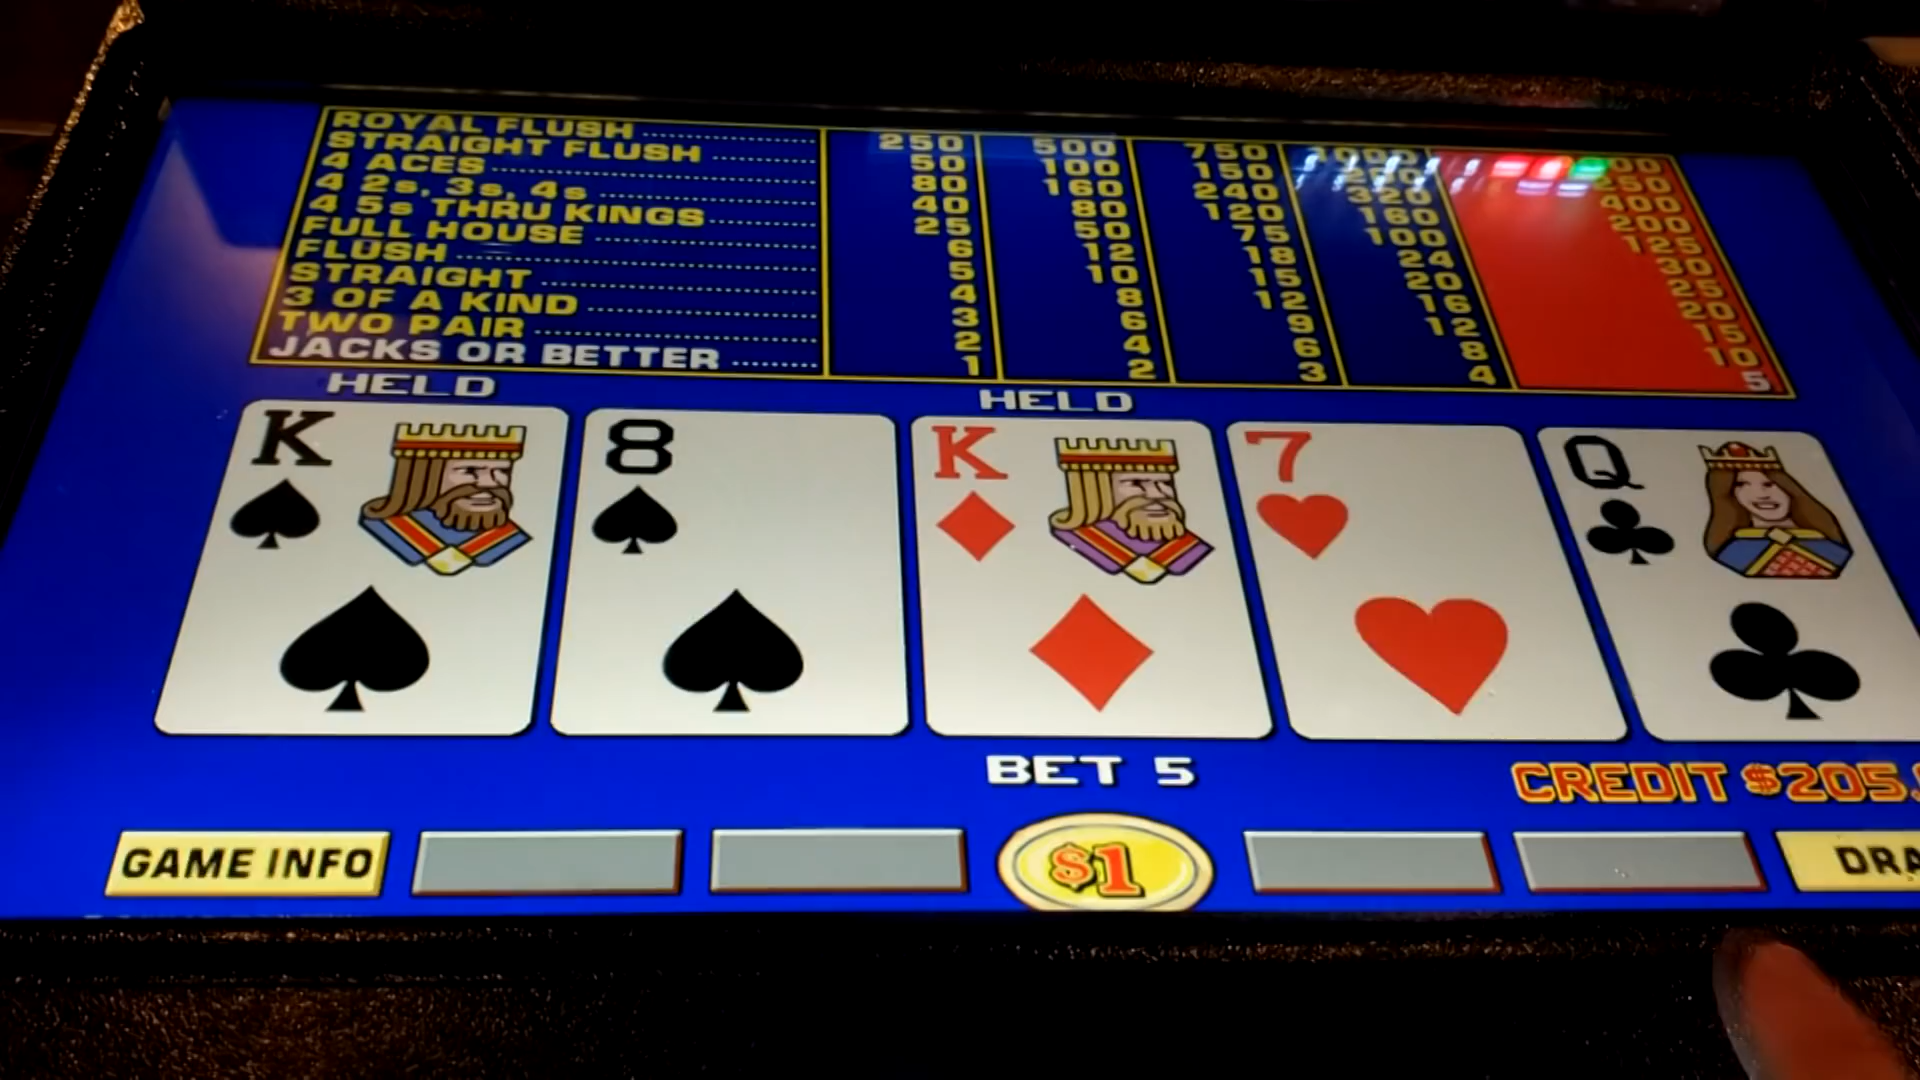 ROYAL FLUSH 250 500 750
STRAIGHT FLUSH 50 100 150 250
4 ACES 80 160 240 320 400
4 2s, 3s, 4s 40 80 120 160 200
4 5s THRU KINGS 25 50 75 100 125
FULL HOUSE 6 12 18 24 30
FLUSH 5 10 15 20 25
STRAIGHT 4 8 12 16 20
3 OF A KIND 3 6 9 12 15
TWO PAIR 2 4 6 8 10
JACKS OR BETTER 1 2 3 4 5
HELD HELD
K 8 K 7 Q
BET 5
CREDIT $205.
GAME INFO $1 DRA